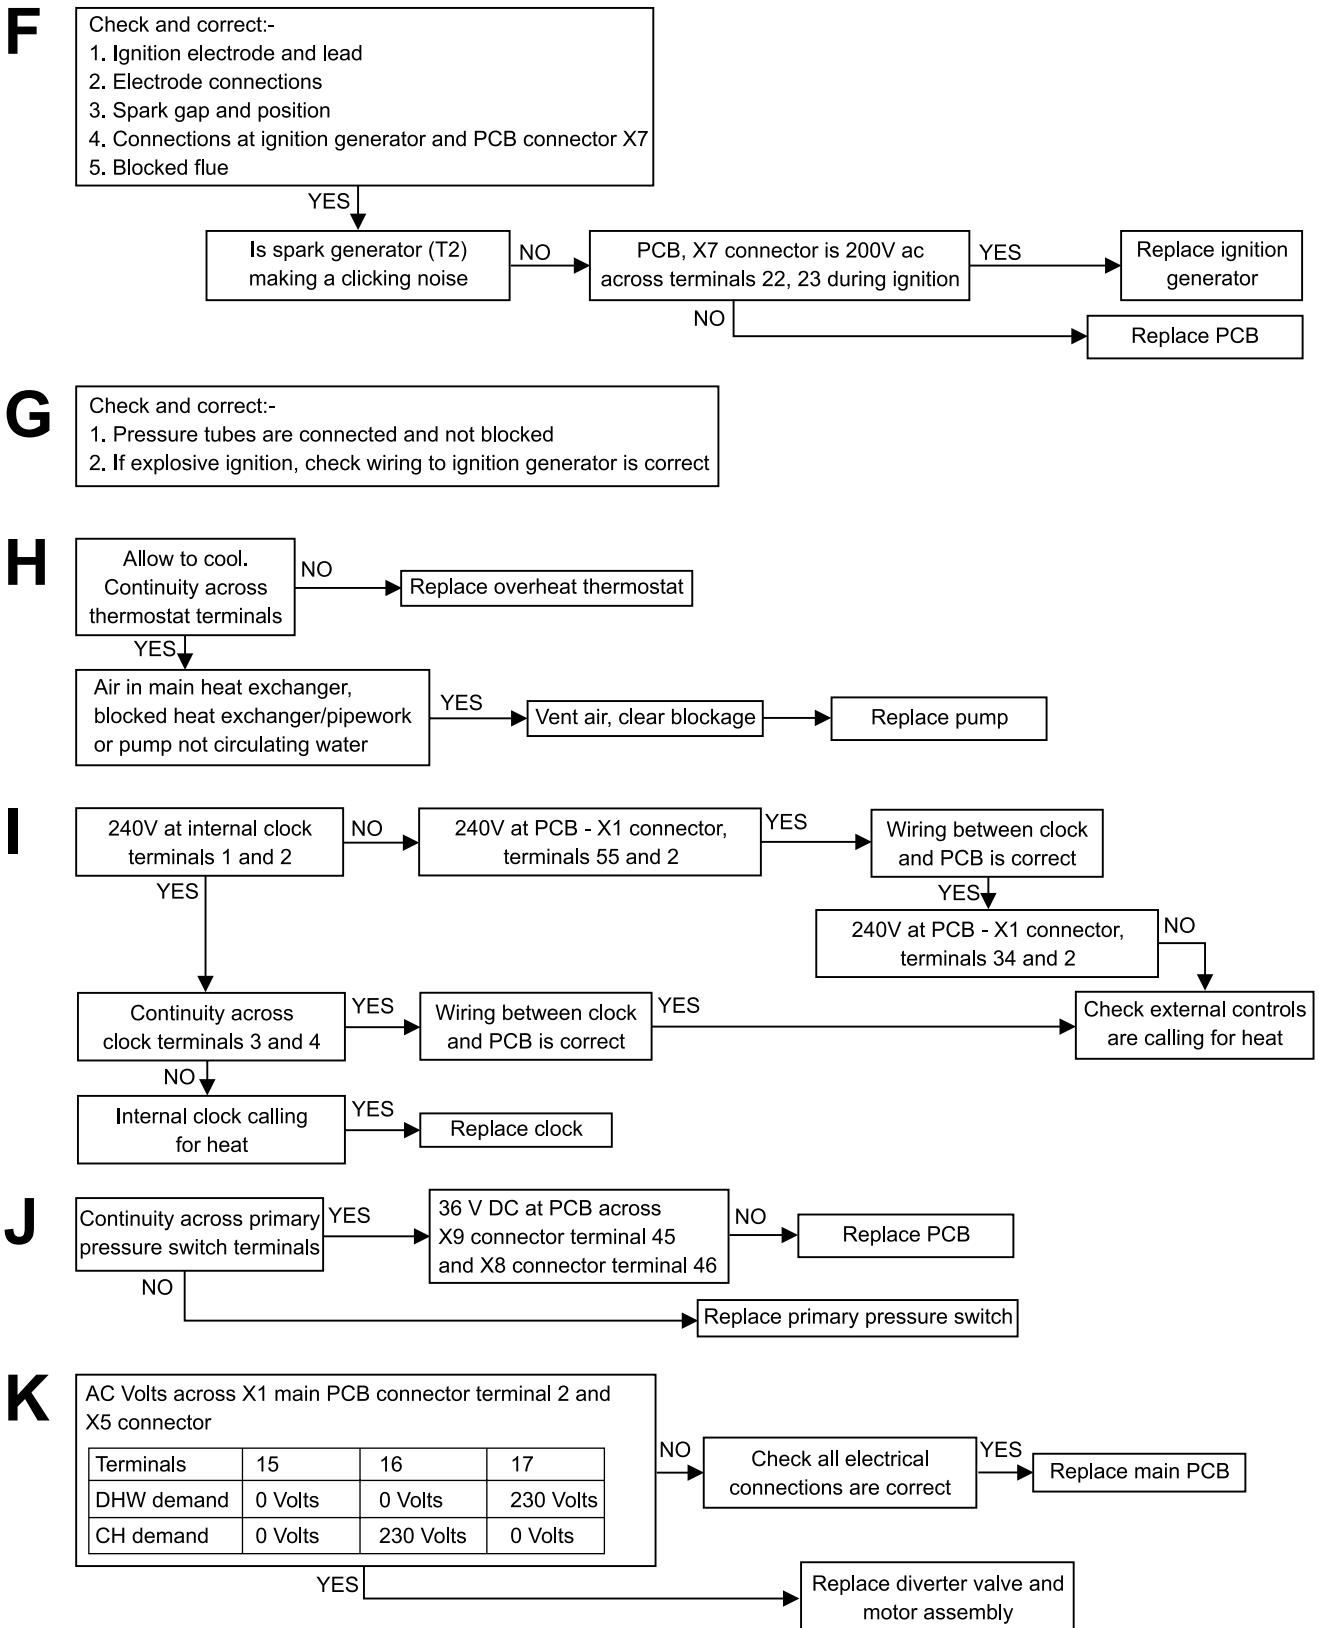 F
Check and correct:-
1. Ignition electrode and lead
2. Electrode connections
3. Spark gap and position
4. Connections at ignition generator and PCB connector X7
5. Blocked flue
YES
Is spark generator (T2)
making a clicking noise
NO
PCB, X7 connector is 200V ac
across terminals 22, 23 during ignition
YES
Replace ignition
generator
NO
Replace PCB
G
Check and correct:-
1. Pressure tubes are connected and not blocked
2. If explosive ignition, check wiring to ignition generator is correct
H
Allow to cool.
Continuity across
thermostat terminals
NO
Replace overheat thermostat
YES
Air in main heat exchanger,
blocked heat exchanger/pipework
or pump not circulating water
YES
Vent air, clear blockage
Replace pump
I
240V at internal clock
terminals 1 and 2
NO
240V at PCB - X1 connector,
terminals 55 and 2
YES
Wiring between clock
and PCB is correct
YES
YES
240V at PCB - X1 connector,
terminals 34 and 2
NO
Continuity across
clock terminals 3 and 4
YES
Wiring between clock
and PCB is correct
YES
Check external controls
are calling for heat
NO
Internal clock calling
for heat
YES
Replace clock
J
Continuity across primary
pressure switch terminals
YES
36 V DC at PCB across
X9 connector terminal 45
and X8 connector terminal 46
NO
Replace PCB
NO
Replace primary pressure switch
K
AC Volts across X1 main PCB connector terminal 2 and
X5 connector
Terminals 15 16 17
DHW demand 0 Volts 0 Volts 230 Volts
CH demand 0 Volts 230 Volts 0 Volts
NO
Check all electrical
connections are correct
YES
Replace main PCB
YES
Replace diverter valve and
motor assembly